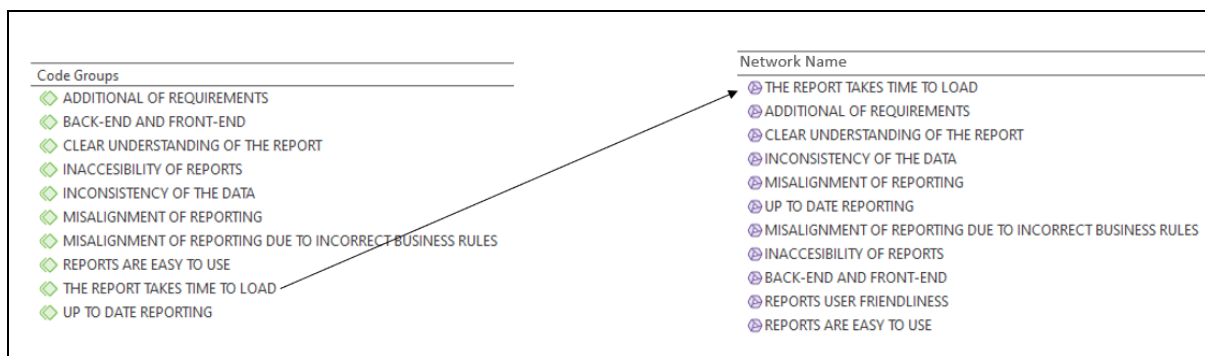 Code Groups
ADDITIONAL OF REQUIREMENTS
BACK-END AND FRONT-END
CLEAR UNDERSTANDING OF THE REPORT
INACCESIBILITY OF REPORTS
INCONSISTENCY OF THE DATA
MISALIGNMENT OF REPORTING
MISALIGNMENT OF REPORTING DUE TO INCORRECT BUSINESS RULES
REPORTS ARE EASY TO USE
THE REPORT TAKES TIME TO LOAD
UP TO DATE REPORTING
Network Name
THE REPORT TAKES TIME TO LOAD
ADDITIONAL OF REQUIREMENTS
CLEAR UNDERSTANDING OF THE REPORT
INCONSISTENCY OF THE DATA
MISALIGNMENT OF REPORTING
UP TO DATE REPORTING
MISALIGNMENT OF REPORTING DUE TO INCORRECT BUSINESS RULES
INACCESIBILITY OF REPORTS
BACK-END AND FRONT-END
REPORTS USER FRIENDLINESS
REPORTS ARE EASY TO USE